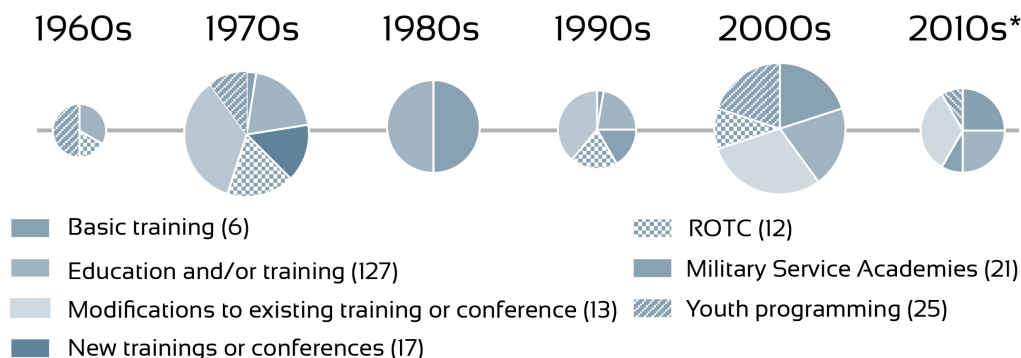 1960s 1970s 1980s 1990s 2000s 2010s*
Basic training (6)
Education and/or training (127)
Modifications to existing training or conference (13)
New trainings or conferences (17)
ROTC (12)
Military Service Academies (21)
Youth programming (25)